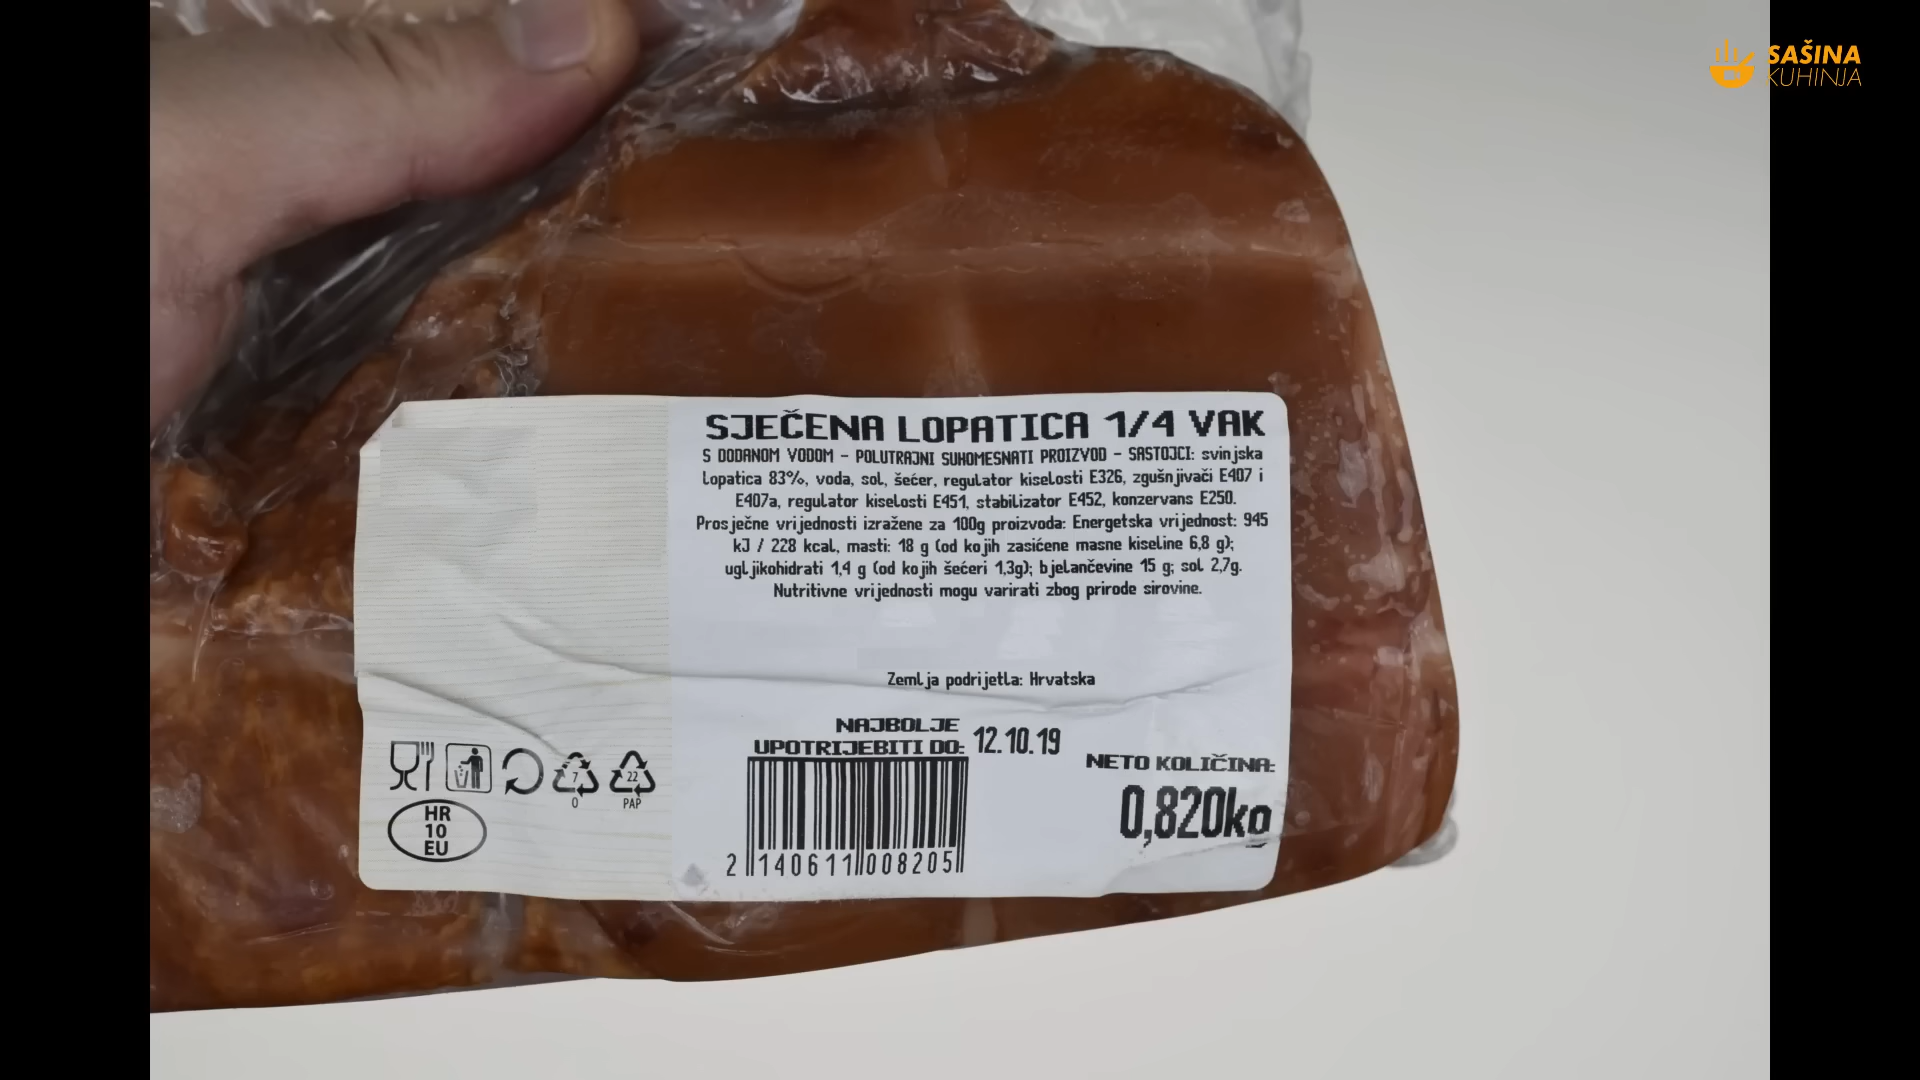 SAŠINA
KUHINJA
SJEČENA LOPATICA 1/4 VAK
S DODANOM VODOM - POLUTRAJNI SUHOMESNATI PROIZVOD - SASTOJCI: svinjska
lopatica 83%, voda, sol, šećer, regulator kiselosti E326, zgušnjivači E407 i
E407a, regulator kiselosti E451, stabilizator E452, konzervans E250.
Prosječne vrijednosti izražene za 100g proizvoda: Energetska vrijednost: 945
kJ / 228 kcal, masti: 18 g (od kojih zasićene masne kiseline 6,8 g);
ugljikohidrati 1,4 g (od kojih šećeri 1,3g); bjelančevine 15 g; sol 2,7g.
Nutritivne vrijednosti mogu varirati zbog prirode sirovine.
Zemlja podrijetla: Hrvatska
NAJBOLJE
UPOTRIJEBITI DO: 12.10.19
NETO KOLIČINA:
0,820kg
7
O
22
PAP
HR
10
EU
2 140611 008205